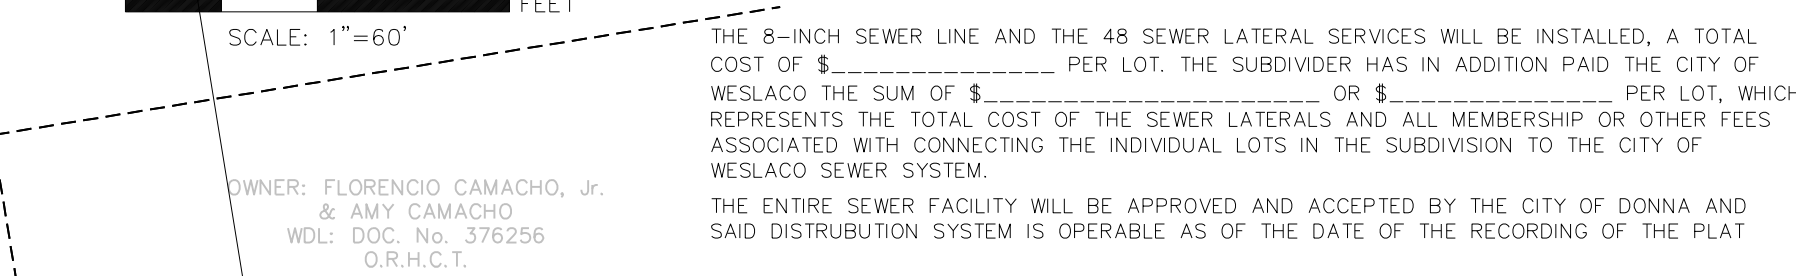 FEET
SCALE: 1"=60'
OWNER: FLORENCIO CAMACHO, Jr.
& AMY CAMACHO
WDL: DOC. No. 376256
O.R.H.C.T.
THE 8-INCH SEWER LINE AND THE 48 SEWER LATERAL SERVICES WILL BE INSTALLED, A TOTAL
COST OF $______________ PER LOT. THE SUBDIVIDER HAS IN ADDITION PAID THE CITY OF
WESLACO THE SUM OF $_____________________ OR $______________ PER LOT, WHICH
REPRESENTS THE TOTAL COST OF THE SEWER LATERALS AND ALL MEMBERSHIP OR OTHER FEES
ASSOCIATED WITH CONNECTING THE INDIVIDUAL LOTS IN THE SUBDIVISION TO THE CITY OF
WESLACO SEWER SYSTEM.
THE ENTIRE SEWER FACILITY WILL BE APPROVED AND ACCEPTED BY THE CITY OF DONNA AND
SAID DISTRUBUTION SYSTEM IS OPERABLE AS OF THE DATE OF THE RECORDING OF THE PLAT